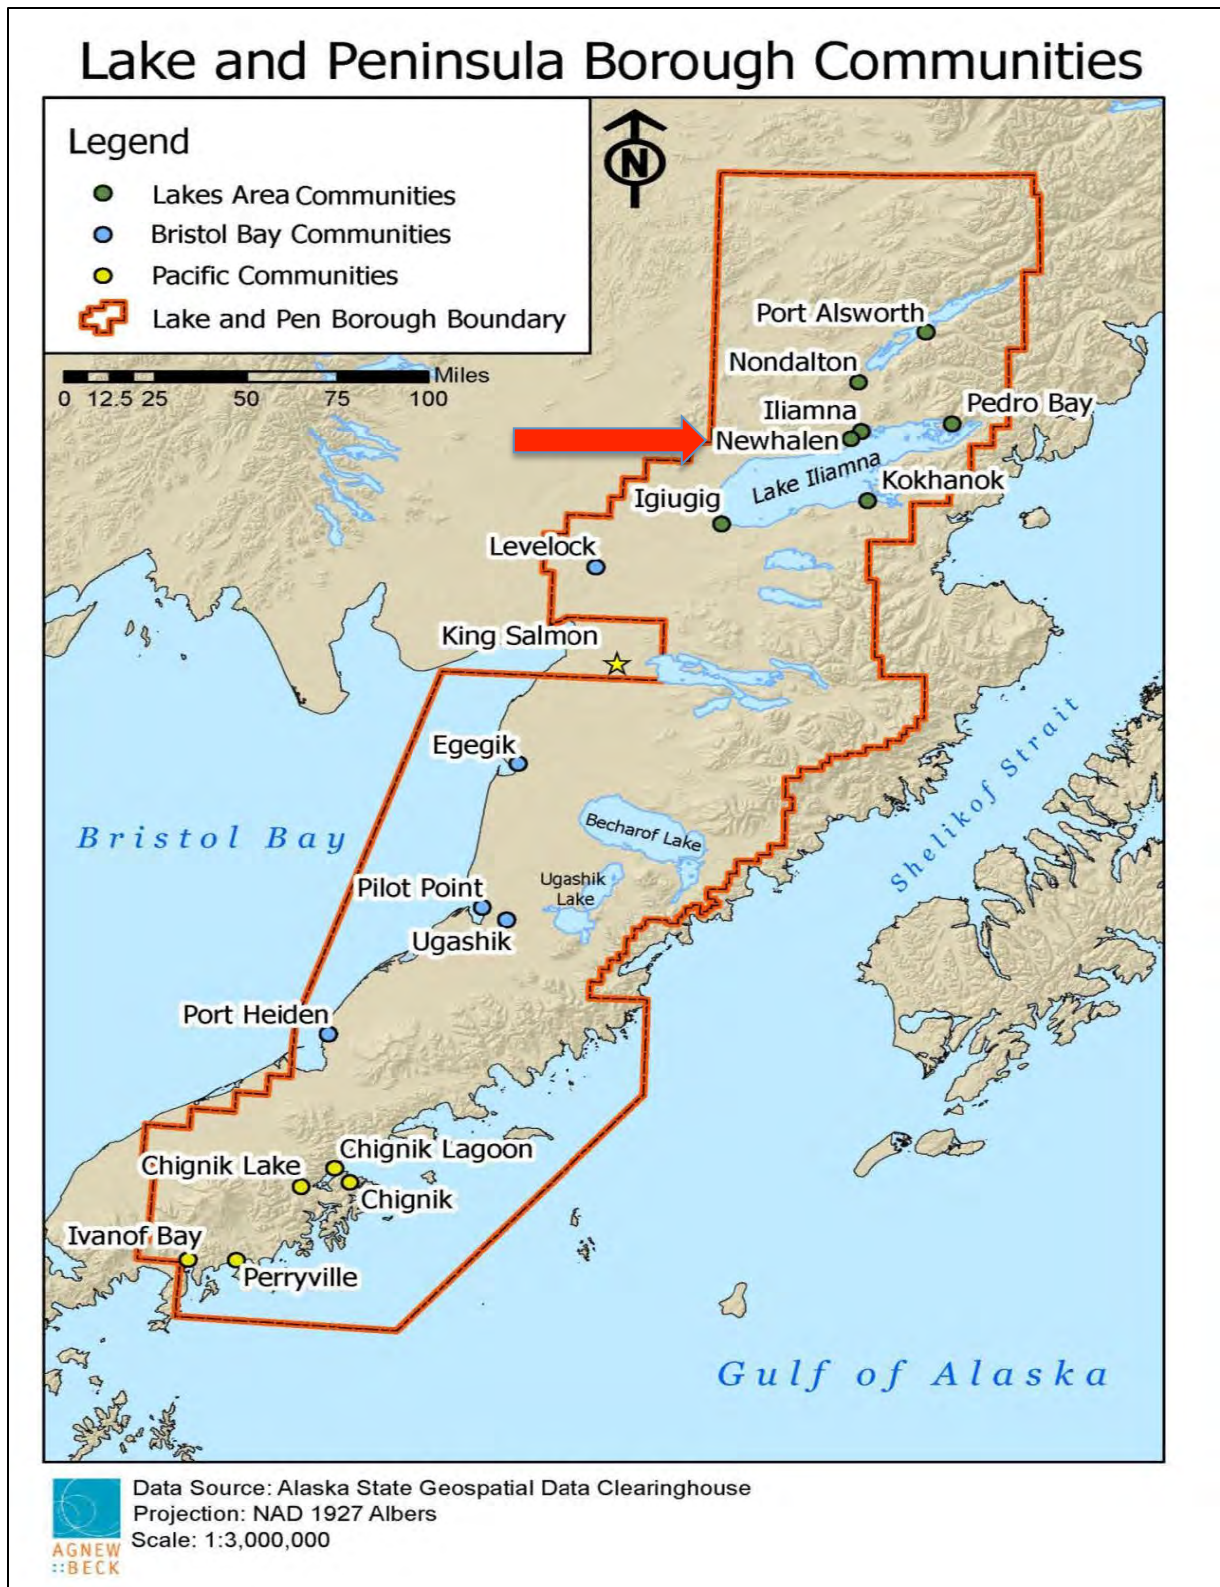 Lake and Peninsula Borough Communities
Legend
Lakes Area Communities
Bristol Bay Communities
Pacific Communities
Lake and Pen Borough Boundary
N
Miles
0 12.5 25 50 75 100
Port Alsworth
Nondalton
Iliamna
Pedro Bay
Newhalen
Lake Iliamna
Kokhanok
Igiugig
Levelock
King Salmon
Egegik
Shelikof Strait
Bristol Bay
Becharof Lake
Ugashik
Lake
Pilot Point
Ugashik
Port Heiden
Chignik Lagoon
Chignik Lake
Chignik
Ivanof Bay
Perryville
Gulf of Alaska
Data Source: Alaska State Geospatial Data Clearinghouse
Projection: NAD 1927 Albers
Scale: 1:3,000,000
AGNEW
::BECK